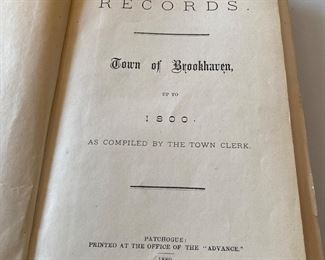 RECORDS.
Town of Brookhaven,
UP TO
1800.
AS COMPILED BY THE TOWN CLERK.
PATCHOGUE:
PRINTED AT THE OFFICE OF THE "ADVANCE."
1880.